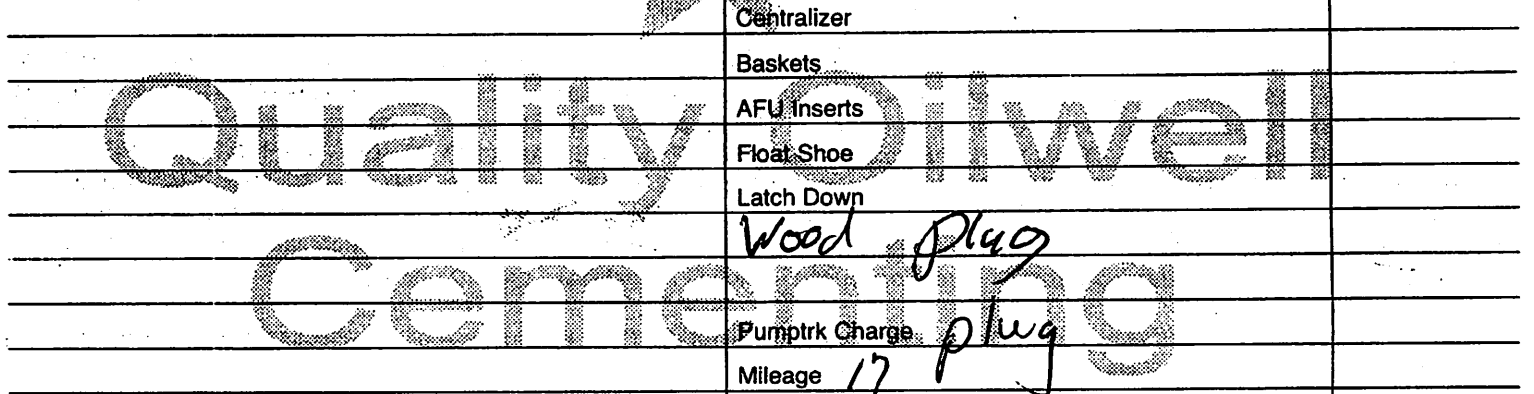 Centralizer
Baskets
AFU Inserts
Float Shoe
Latch Down
Quality Oilwell
Wood plug
Cementing
Pumptrk Charge plug
Mileage 17